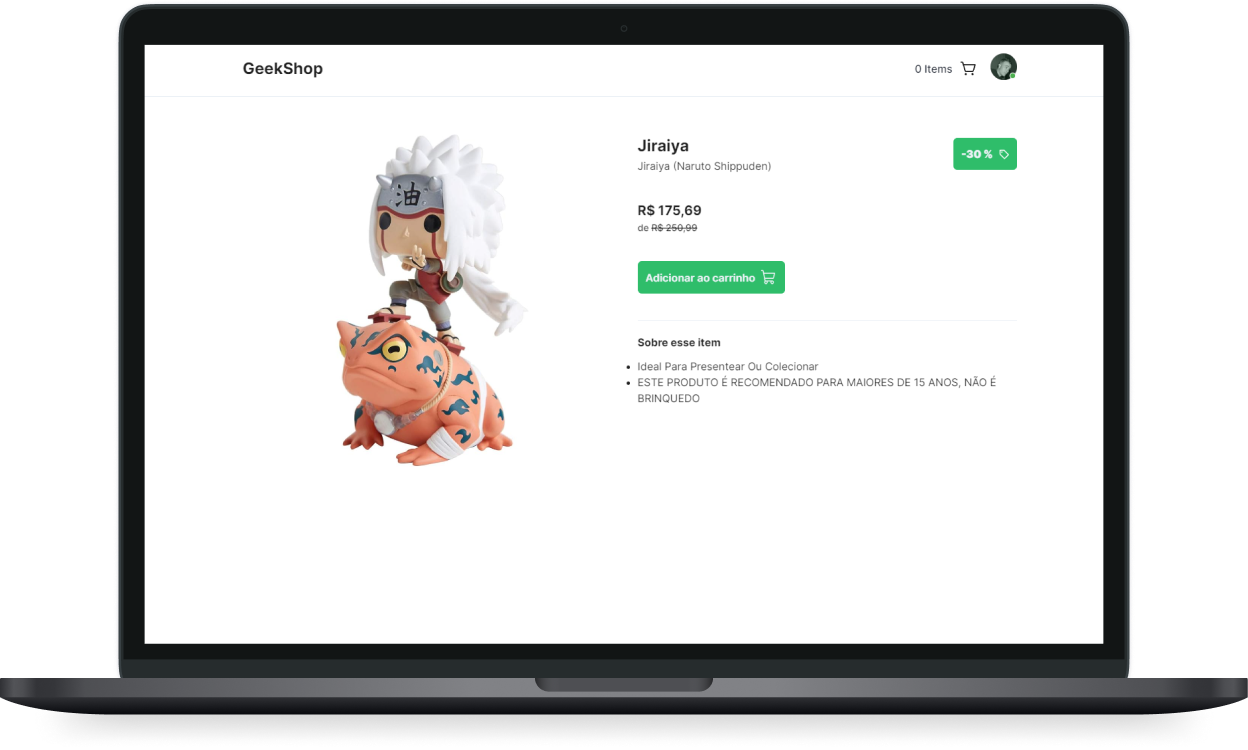 GeekShop
0 Items
Jiraiya
-30 %
Jiraiya (Naruto Shippuden)
油
R$ 175,69
de R$ 250,99
Adicionar ao carrinho
Sobre esse item
Ideal Para Presentear Ou Colecionar
ESTE PRODUTO É RECOMENDADO PARA MAIORES DE 15 ANOS, NÃO É
BRINQUEDO